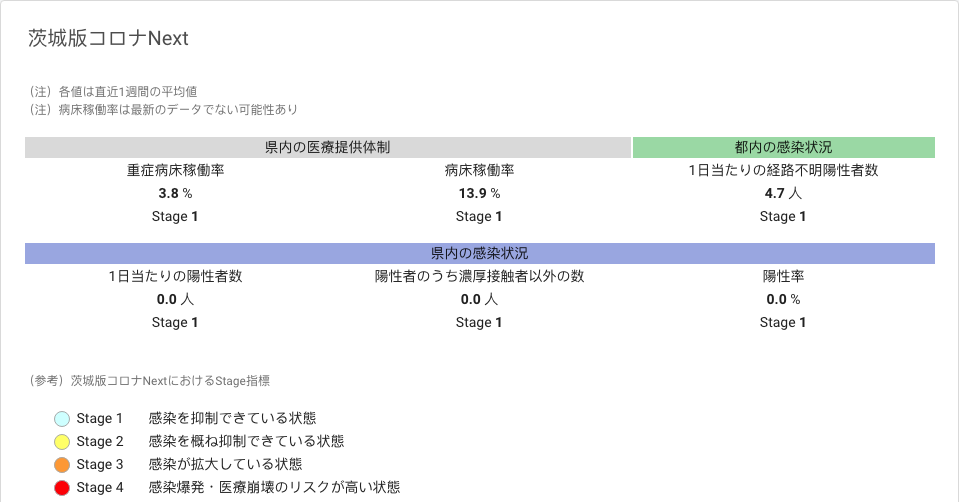 茨城版コロナNext
（注）各値は直近1週間の平均値
（注）病床稼働率は最新のデータでない可能性あり
県内の医療提供体制 都内の感染状況
重症病床稼働率 病床稼働率 1日当たりの経路不明陽性者数
3.8 % 13.9 % 4.7 人
Stage 1 Stage 1 Stage 1
県内の感染状況
1日当たりの陽性者数 陽性者のうち濃厚接触者以外の数 陽性率
0.0 人 0.0 人 0.0 %
Stage 1 Stage 1 Stage 1
（参考）茨城版コロナNextにおけるStage指標
Stage 1 感染を抑制できている状態
Stage 2 感染を概ね抑制できている状態
Stage 3 感染が拡大している状態
Stage 4 感染爆発・医療崩壊のリスクが高い状態